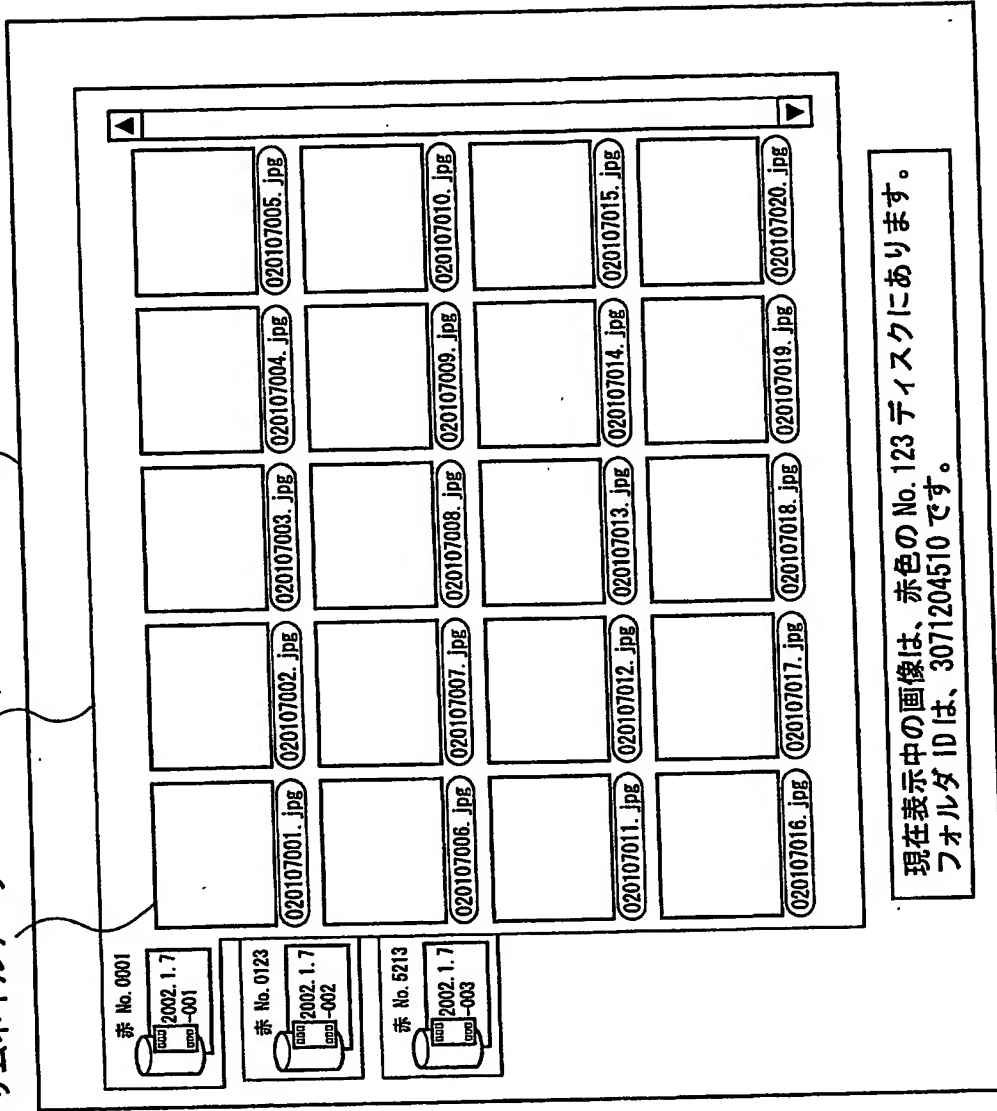 赤 No. 0001
2002. 1. 7
-001
赤 No. 0123
2002. 1. 7
-002
赤 No. 5213
2002. 1. 7
-003
020107001. jpg
020107002. jpg
020107003. jpg
020107004. jpg
020107005. jpg
020107006. jpg
020107007. jpg
020107008. jpg
020107009. jpg
020107010. jpg
020107011. jpg
020107012. jpg
020107013. jpg
020107014. jpg
020107015. jpg
020107016. jpg
020107017. jpg
020107018. jpg
020107019. jpg
020107020. jpg
現在表示中の画像は、赤色の No. 123 ディスクにあります。
フォルダ ID は、3071204510 です。